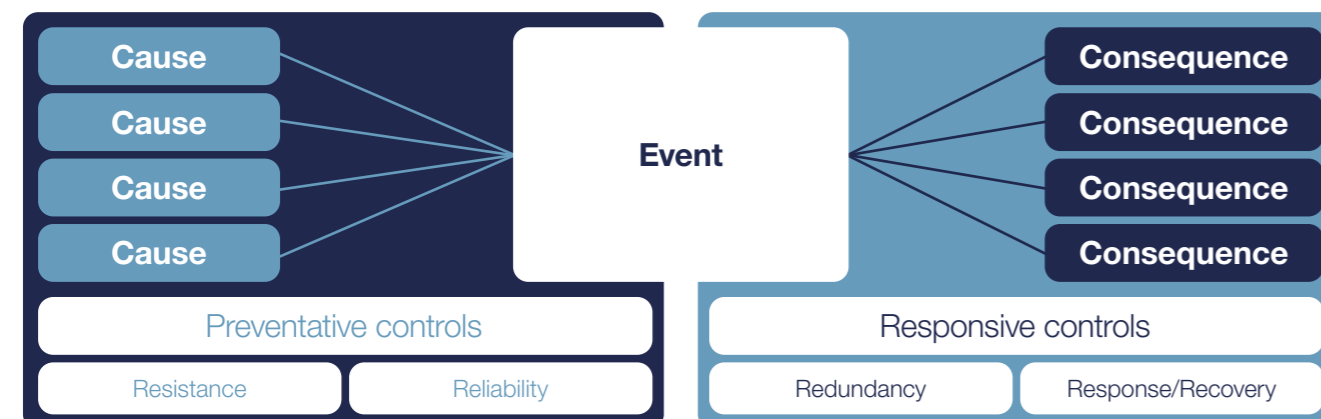 Cause
Cause
Cause
Cause
Event
Consequence
Consequence
Consequence
Consequence
Preventative controls
Resistance
Reliability
Responsive controls
Redundancy
Response/Recovery